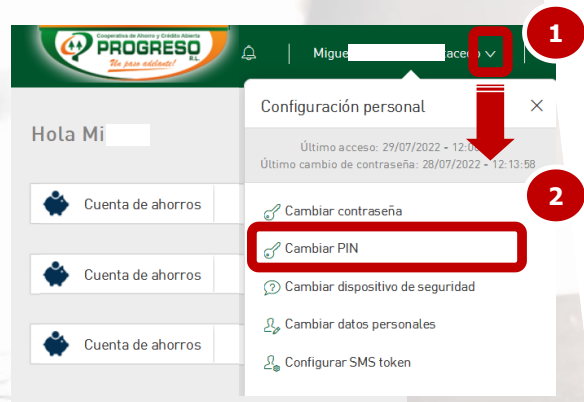 1
Cooperativa de Ahorro y Crédito Abierta
PROGRESO
R.L.
Un paso adelante!
Migue
Configuración personal
Hola Mi
Último acceso: 29/07/2022 - 12:0
Último cambio de contraseña: 28/07/2022 - 12:13:58
2
Cuenta de ahorros
Cambiar contraseña
Cambiar PIN
Cuenta de ahorros
Cambiar dispositivo de seguridad
Cambiar datos personales
Cuenta de ahorros
Configurar SMS token